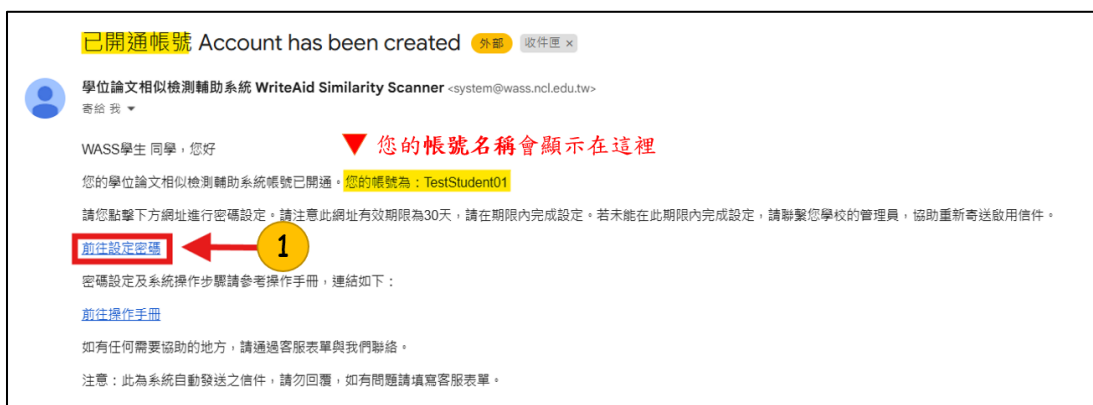 已開通帳號 Account has been created 外部 收件匣 ×
學位論文相似檢測輔助系統 WriteAid Similarity Scanner <system@wass.ncl.edu.tw>
寄給 我
WASS學生 同學，您好
▼ 您的帳號名稱會顯示在這裡
您的學位論文相似檢測輔助系統帳號已開通。您的帳號為：TestStudent01
請您點擊下方網址進行密碼設定。請注意此網址有效期限為30天，請在期限內完成設定。若未能在此期限內完成設定，請聯繫您學校的管理員，協助重新寄送啟用信件。
前往設定密碼
1
密碼設定及系統操作步驟請參考操作手冊，連結如下：
前往操作手冊
如有任何需要協助的地方，請通過客服表單與我們聯絡。
注意：此為系統自動發送之信件，請勿回覆，如有問題請填寫客服表單。